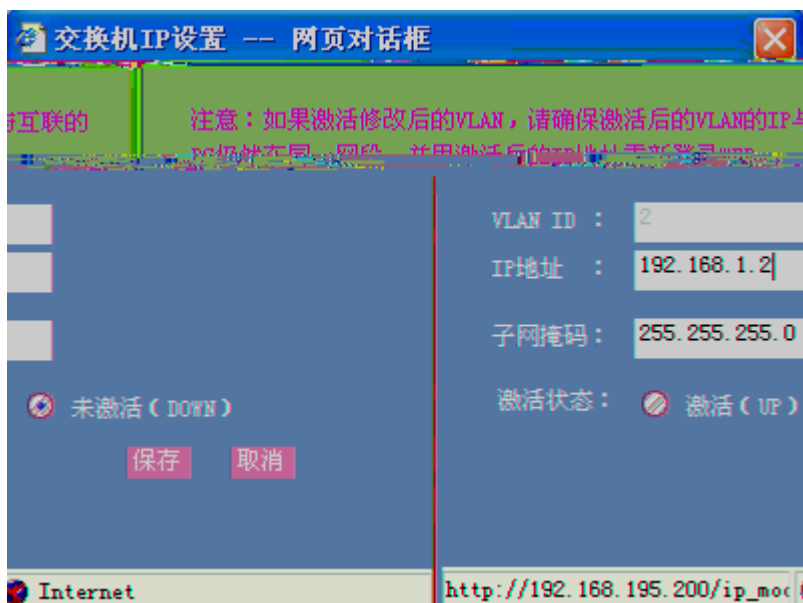 交换机IP设置 -- 网页对话框
互联的
注意：如果激活修改后的VLAN，请确保激活后的VLAN的IP与
VLAN ID ： 2
IP地址 ： 192.168.1.2
子网掩码： 255.255.255.0
未激活（DOWN）
激活状态： 激活（UP）
保存 取消
Internet
http://192.168.195.200/ip_mod